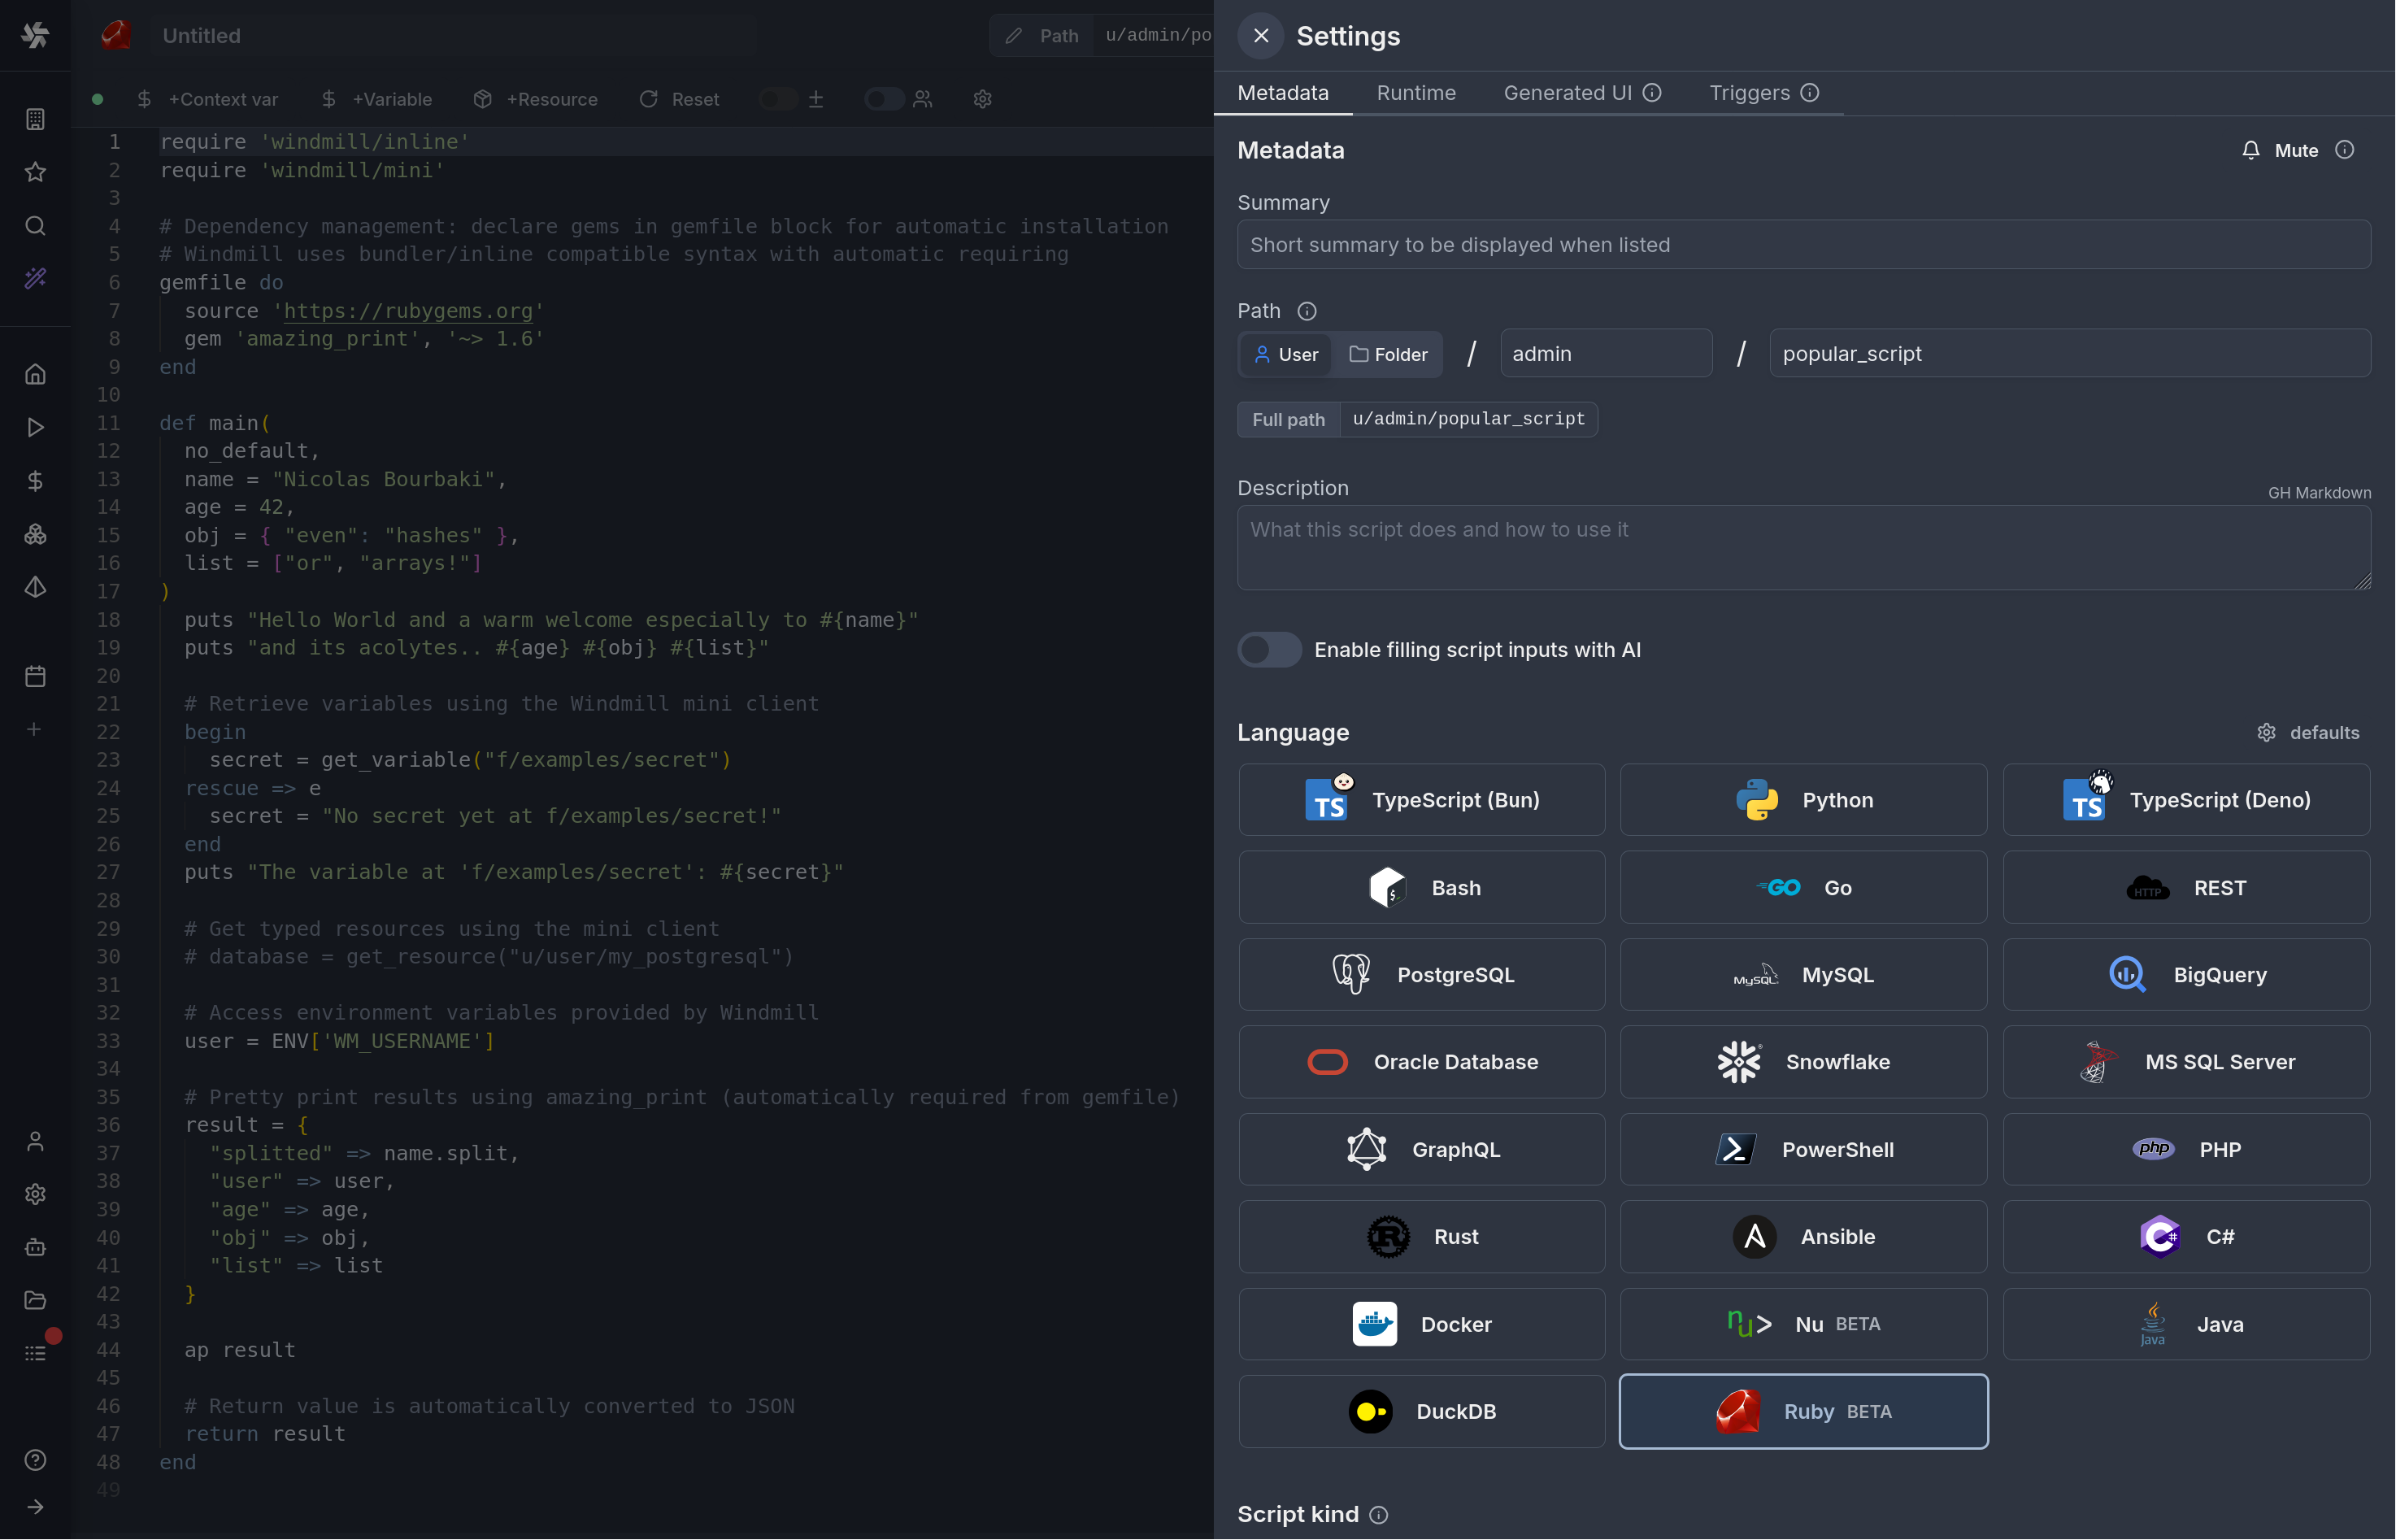 Untitled
Path u/admin/po
+Context var +Variable +Resource Reset
1 require 'windmill/inline'
2 require 'windmill/mini'
3
4 # Dependency management: declare gems in gemfile block for automatic installation
5 # Windmill uses bundler/inline compatible syntax with automatic requiring
6 gemfile do
7 source 'https://rubygems.org'
8 gem 'amazing_print', '~> 1.6'
9 end
10
11 def main(
12 no_default,
13 name = "Nicolas Bourbaki",
14 age = 42,
15 obj = { "even": "hashes" },
16 list = ["or", "arrays!"]
17 )
18 puts "Hello World and a warm welcome especially to #{name}"
19 puts "and its acolytes.. #{age} #{obj} #{list}"
20
21 # Retrieve variables using the Windmill mini client
22 begin
23 secret = get_variable("f/examples/secret")
24 rescue => e
25 secret = "No secret yet at f/examples/secret!"
26 end
27 puts "The variable at 'f/examples/secret': #{secret}"
28
29 # Get typed resources using the mini client
30 # database = get_resource("u/user/my_postgresql")
31
32 # Access environment variables provided by Windmill
33 user = ENV['WM_USERNAME']
34
35 # Pretty print results using amazing_print (automatically required from gemfile)
36 result = {
37 "splitted" => name.split,
38 "user" => user,
39 "age" => age,
40 "obj" => obj,
41 "list" => list
42 }
43
44 ap result
45
46 # Return value is automatically converted to JSON
47 return result
48 end
49
Settings
Metadata Runtime Generated UI Triggers
Metadata Mute
Summary
Short summary to be displayed when listed
Path
User Folder / admin / popular_script
Full path u/admin/popular_script
Description GH Markdown
What this script does and how to use it
Enable filling script inputs with AI
Language defaults
TS TypeScript (Bun) Python TS TypeScript (Deno)
Bash GO Go HTTP REST
PostgreSQL MySQL MySQL BigQuery
Oracle Database Snowflake MS SQL Server
GraphQL PowerShell php PHP
R Rust A Ansible C# C#
Docker nu> Nu BETA Java Java
DuckDB Ruby BETA
Script kind